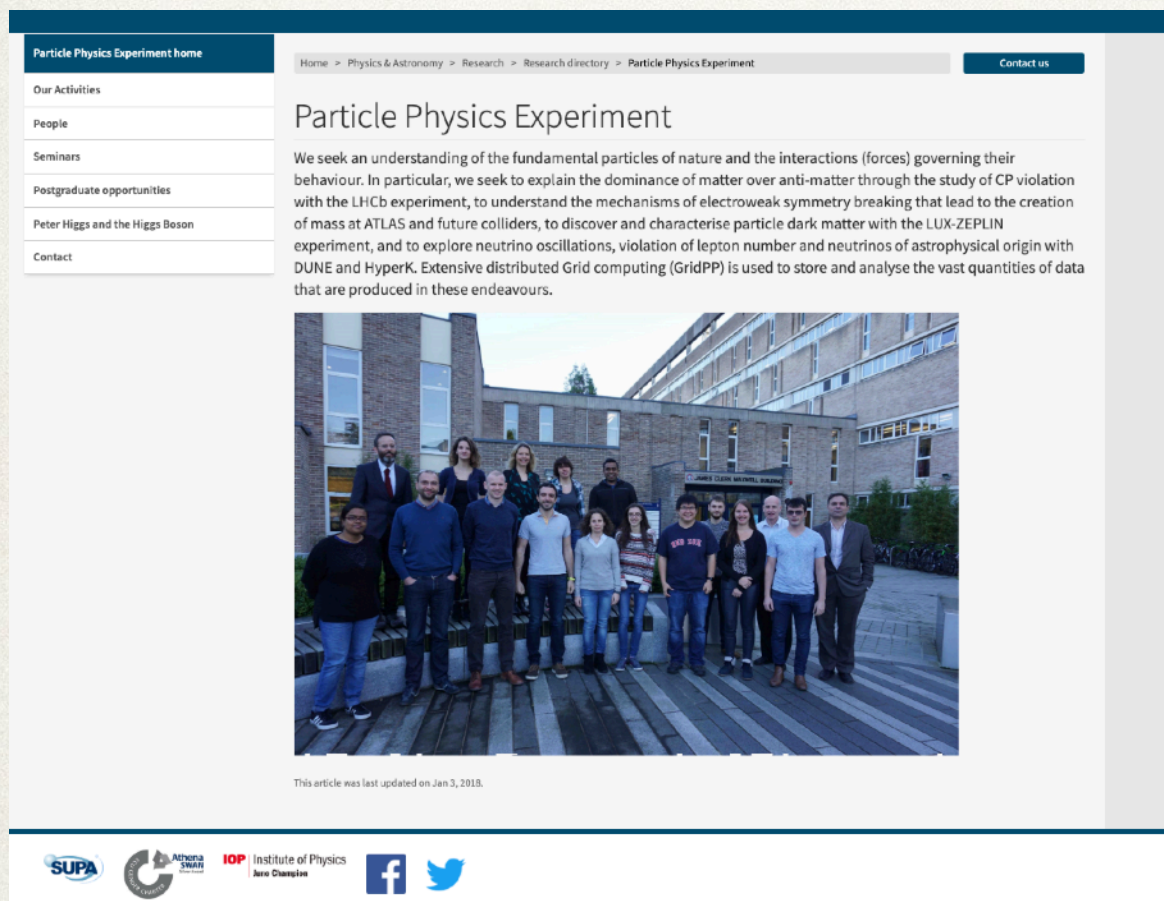 Particle Physics Experiment home
Our Activities
People
Seminars
Postgraduate opportunities
Peter Higgs and the Higgs Boson
Contact
Home > Physics & Astronomy > Research > Research directory > Particle Physics Experiment
Contact us
Particle Physics Experiment
We seek an understanding of the fundamental particles of nature and the interactions (forces) governing their
behaviour. In particular, we seek to explain the dominance of matter over anti-matter through the study of CP violation
with the LHCb experiment, to understand the mechanisms of electroweak symmetry breaking that lead to the creation
of mass at ATLAS and future colliders, to discover and characterise particle dark matter with the LUX-ZEPLIN
experiment, and to explore neutrino oscillations, violation of lepton number and neutrinos of astrophysical origin with
DUNE and HyperK. Extensive distributed Grid computing (GridPP) is used to store and analyse the vast quantities of data
that are produced in these endeavours.
JAMES CLERK MAXWELL BUILDING
This article was last updated on Jan 3, 2018.
SUPA
Athena
SWAN
IOP Institute of Physics
Juno Champion